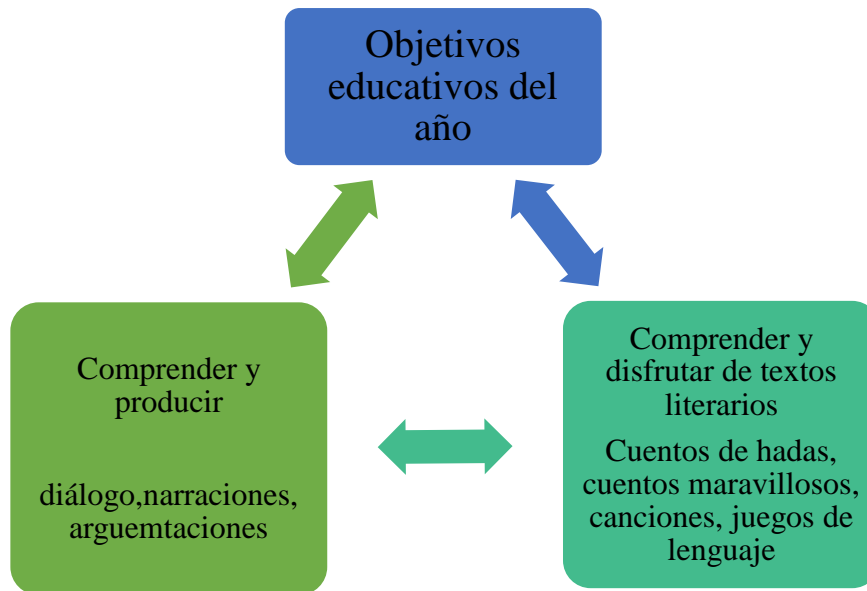 Objetivos
educativos del
año
Comprender y
producir
diálogo,narraciones,
arguemtaciones
Comprender y
disfrutar de textos
literarios
Cuentos de hadas,
cuentos maravillosos,
canciones, juegos de
lenguaje